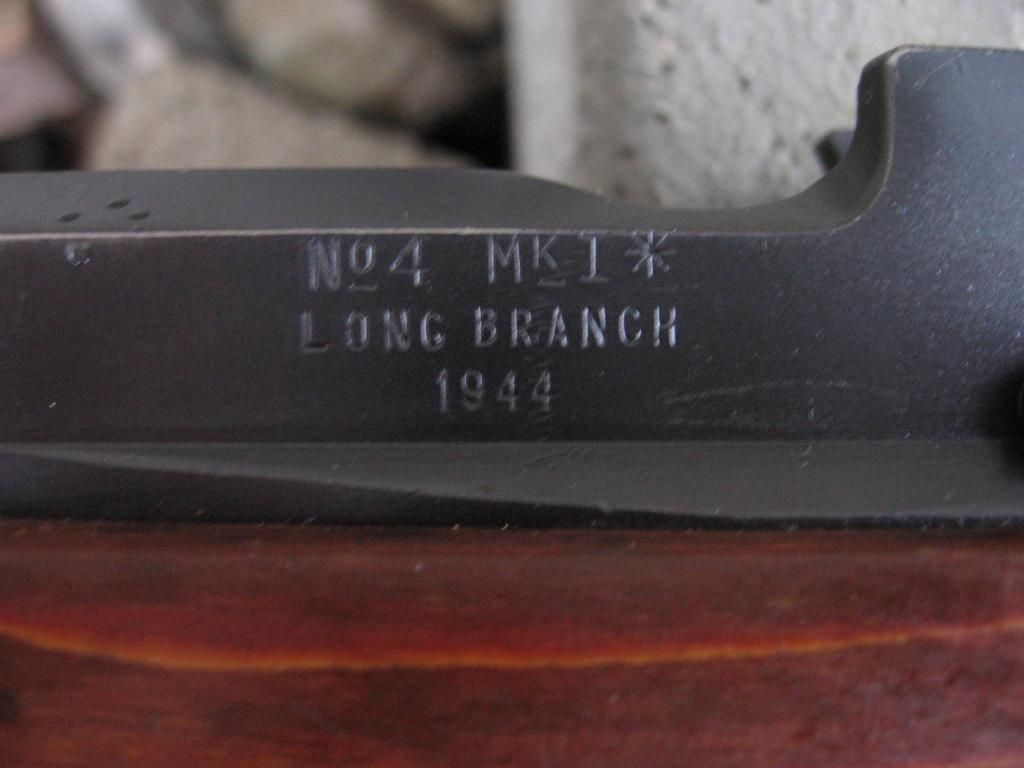 Nº4 MK1*
LONG BRANCH
1944